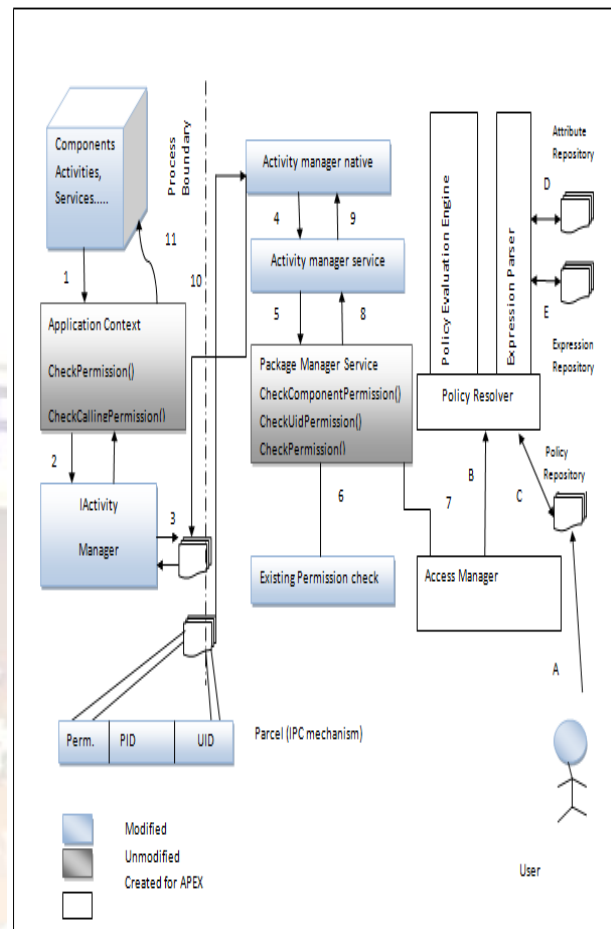 Components
Activities,
Services.....
Process
Boundary
11
10
1
Application Context
CheckPermission()
CheckCallingPermission()
2
IActivity
Manager
3
Activity manager native
4
9
Activity manager service
5
8
Package Manager Service
CheckComponentPermission()
CheckUidPermission()
CheckPermission()
6
7
Existing Permission check
Access Manager
Policy Evaluation Engine
Expression Parser
Policy Resolver
B
C
Attribute
Repository
D
E
Expression
Repository
Policy
Repository
A
Perm.
PID
UID
Parcel (IPC mechanism)
Modified
Unmodified
Created for APEX
User